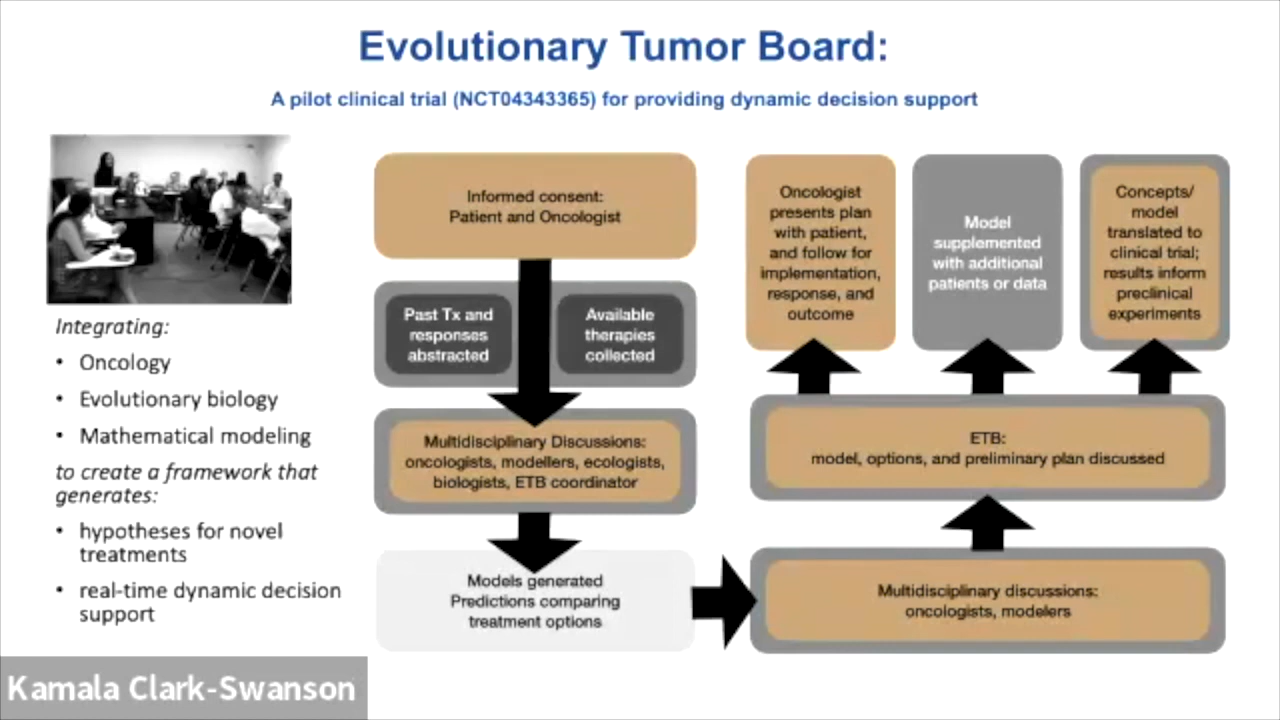 Evolutionary Tumor Board:
A pilot clinical trial (NCT04343365) for providing dynamic decision support
Integrating:
• Oncology
• Evolutionary biology
• Mathematical modeling
to create a framework that
generates:
• hypotheses for novel
treatments
• real-time dynamic decision
support
Informed consent:
Patient and Oncologist
Past Tx and
responses
abstracted
Available
therapies
collected
Multidisciplinary Discussions:
oncologists, modellers, ecologists,
biologists, ETB coordinator
Models generated
Predictions comparing
treatment options
Multidisciplinary discussions:
oncologists, modelers
ETB:
model, options, and preliminary plan discussed
Oncologist
presents plan
with patient,
and follow for
implementation,
response, and
outcome
Model
supplemented
with additional
patients or data
Concepts/
model
translated to
clinical trial;
results inform
preclinical
experiments
Kamala Clark-Swanson